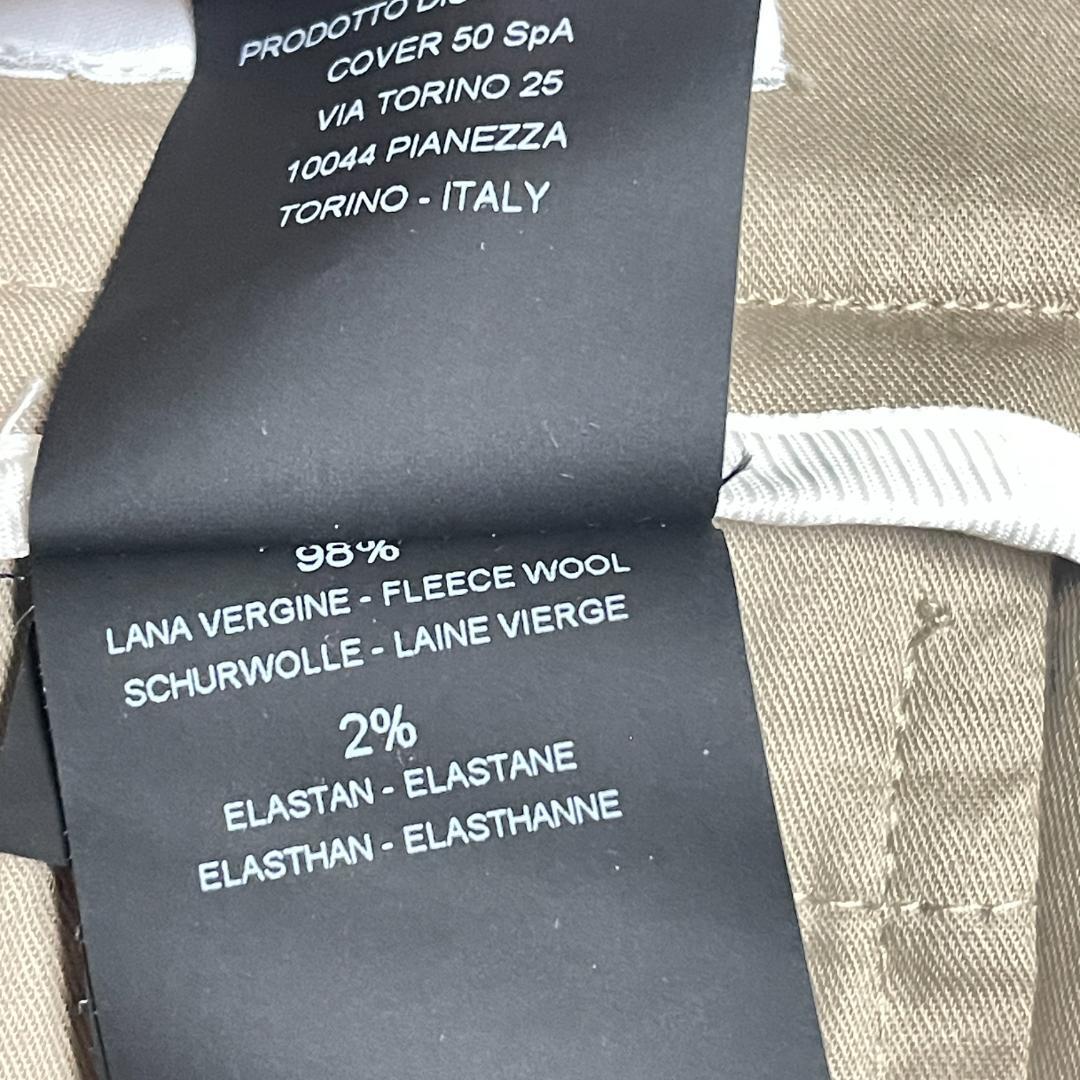 PRODOTTO
COVER 50 SpA
VIA TORINO 25
10044 PIANEZZA
TORINO - ITALY
98%
LANA VERGINE - FLEECE WOOL
SCHURWOLLE - LAINE VIERGE
2%
ELASTAN - ELASTANE
ELASTHAN - ELASTHANNE